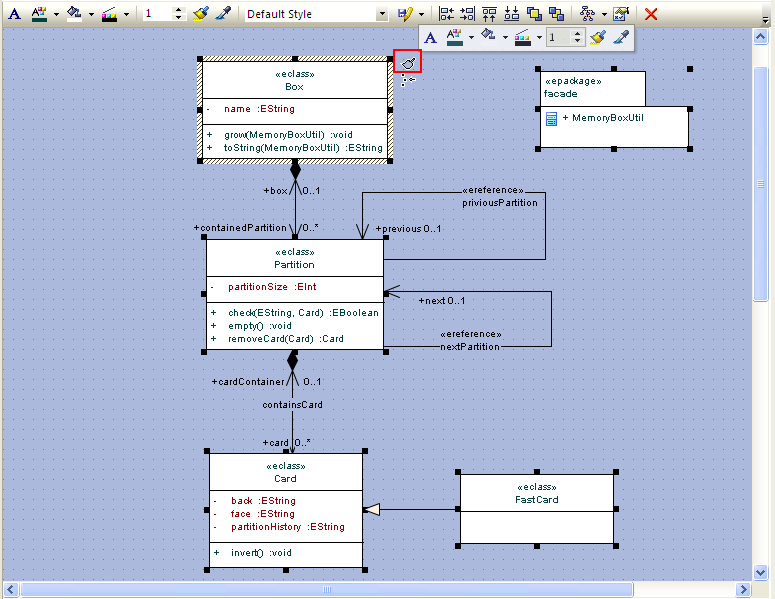 A 1 Default Style
A 1
«eclass»
Box
- name :EString
+ grow(MemoryBoxUtil) :void
+ toString(MemoryBoxUtil) :EString
«epackage»
facade
+ MemoryBoxUtil
+box 0..1
«ereference»
priviousPartition
+containedPartition 0..*
+previous 0..1
«eclass»
Partition
- partitionSize :EInt
+ check(EString, Card) :EBoolean
+ empty() :void
+ removeCard(Card) :Card
+next 0..1
«ereference»
nextPartition
+cardContainer 0..1
containsCard
+card 0..*
«eclass»
Card
- back :EString
- face :EString
- partitionHistory :EString
+ invert() :void
«eclass»
FastCard